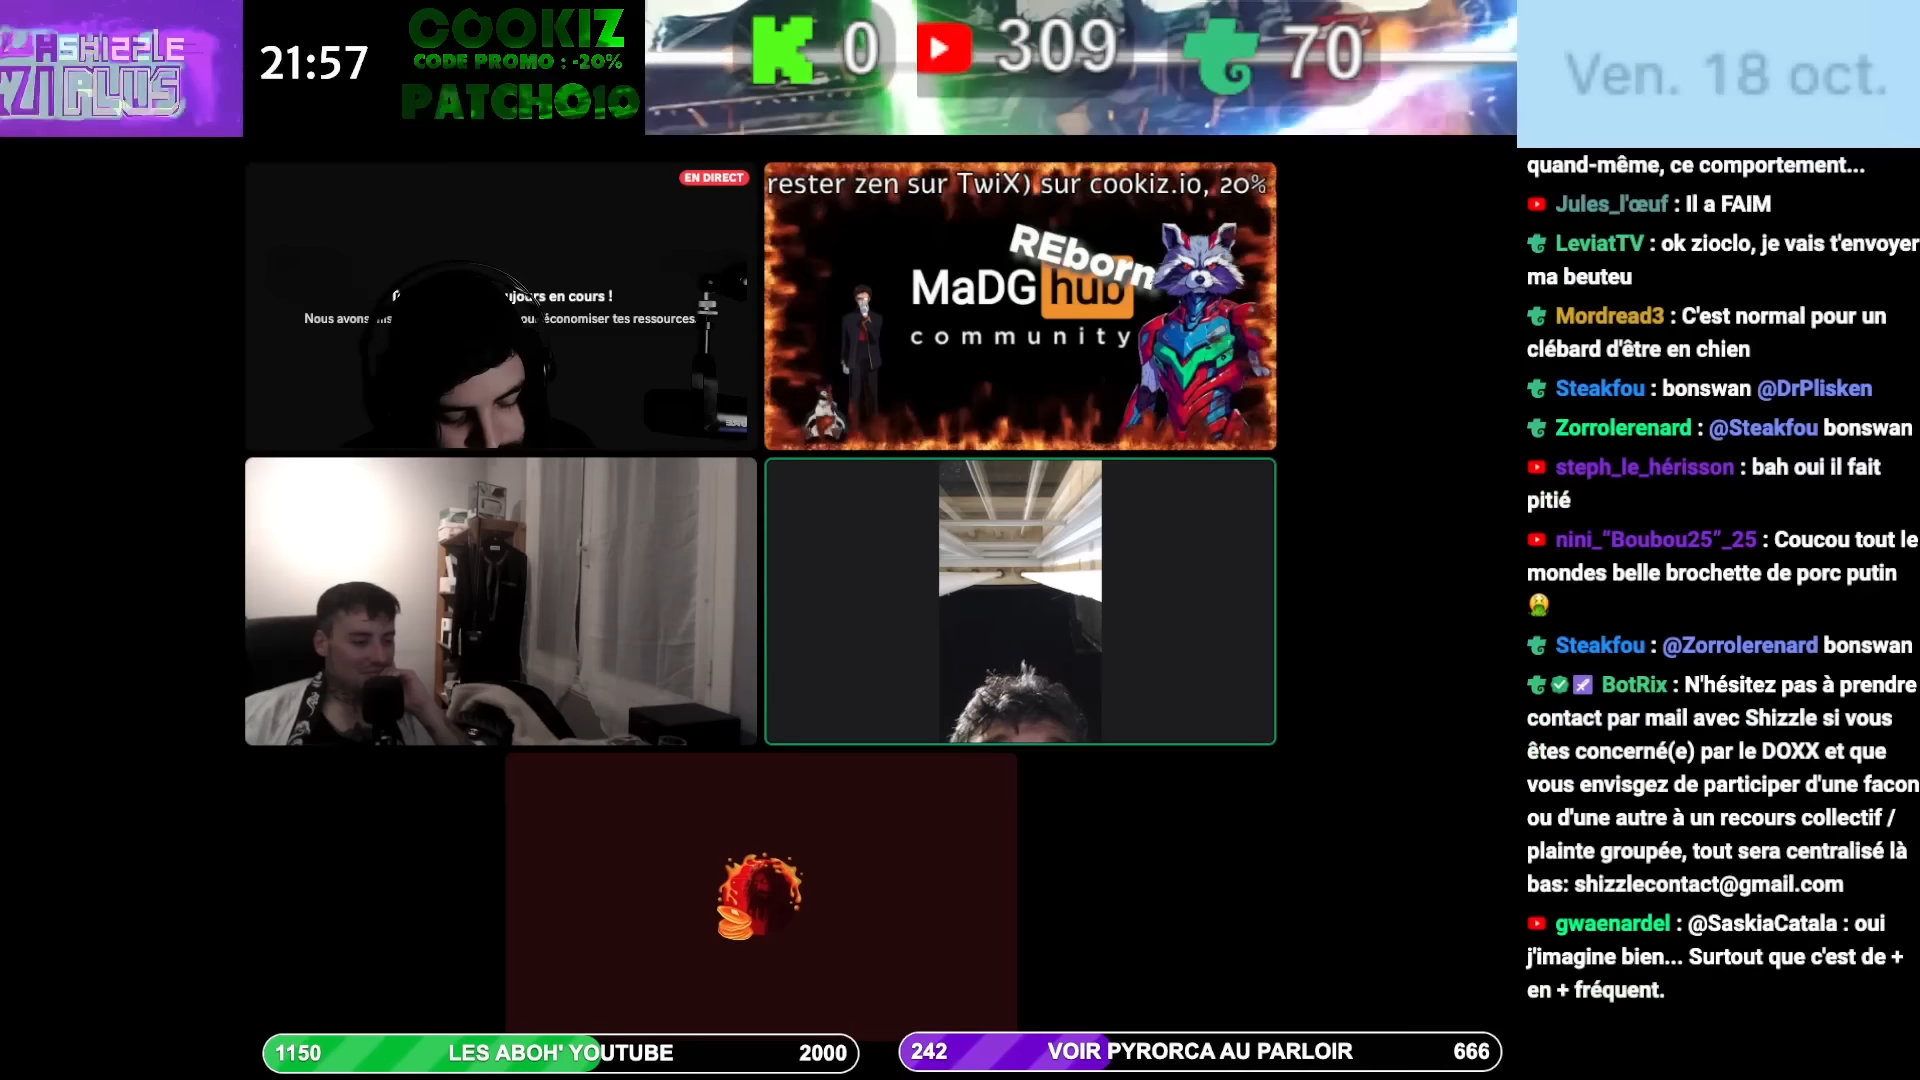 SHIZZLE
PLUS
21:57
COOKIZ
CODE PROMO : -20%
PATCHO10
0
309
70
Ven. 18 oct.
EN DIRECT
ujours en cours !
Nous avons
économiser tes ressources.
rester zen sur TwiX) sur cookiz.io, 20%
REborn
MaDG hub
community
quand-même, ce comportement...
Jules_l'œuf : Il a FAIM
LeviatTV : ok zioclo, je vais t'envoyer
ma beuteu
Mordread3 : C'est normal pour un
clébard d'être en chien
Steakfou : bonswan @DrPlisken
Zorrolerenard : @Steakfou bonswan
steph_le_hérisson : bah oui il fait
pitié
nini_“Boubou25”_25 : Coucou tout le
mondes belle brochette de porc putin
🤮
Steakfou : @Zorrolerenard bonswan
BotRix : N'hésitez pas à prendre
contact par mail avec Shizzle si vous
êtes concerné(e) par le DOXX et que
vous envisgez de participer d'une facon
ou d'une autre à un recours collectif /
plainte groupée, tout sera centralisé là
bas: shizzlecontact@gmail.com
gwaenardel : @SaskiaCatala : oui
j'imagine bien... Surtout que c'est de +
en + fréquent.
1150 LES ABOH' YOUTUBE 2000
242 VOIR PYRORCA AU PARLOIR 666